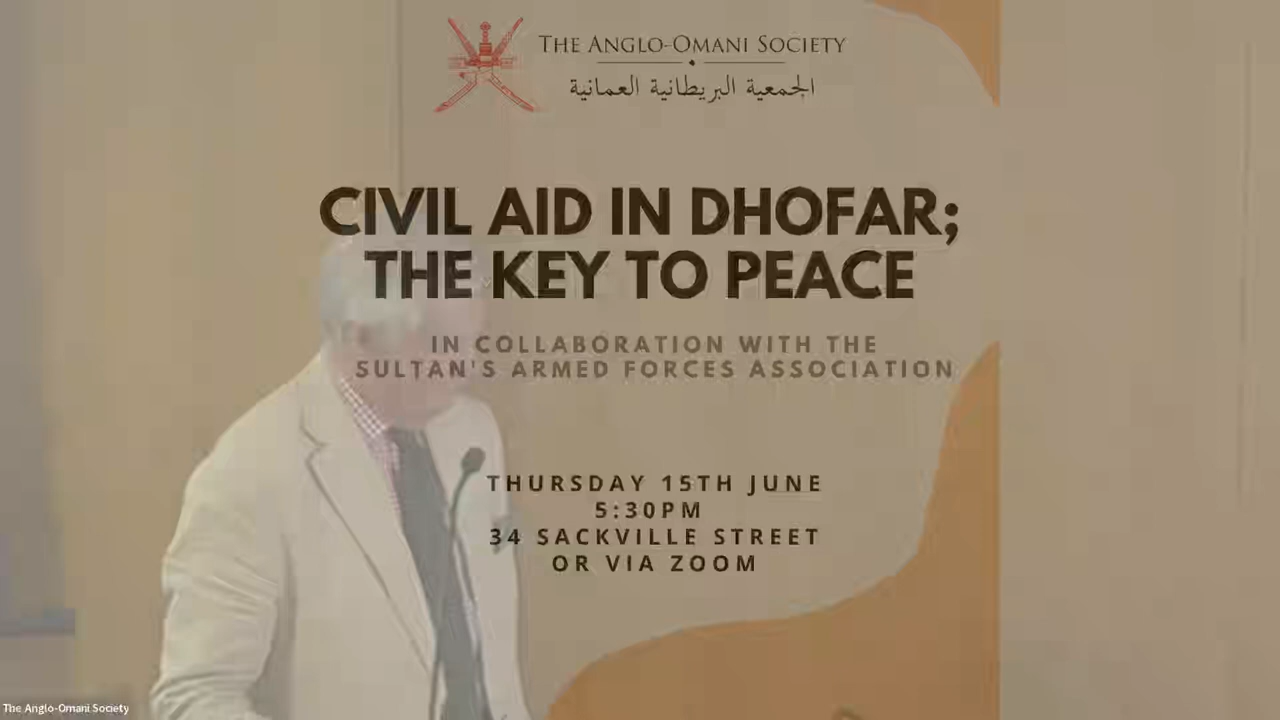 THE ANGLO-OMANI SOCIETY
الجمعية البريطانية العمانية
CIVIL AID IN DHOFAR;
THE KEY TO PEACE
IN COLLABORATION WITH THE
SULTAN'S ARMED FORCES ASSOCIATION
THURSDAY 15TH JUNE
5:30PM
34 SACKVILLE STREET
OR VIA ZOOM
The Anglo-Omani Society